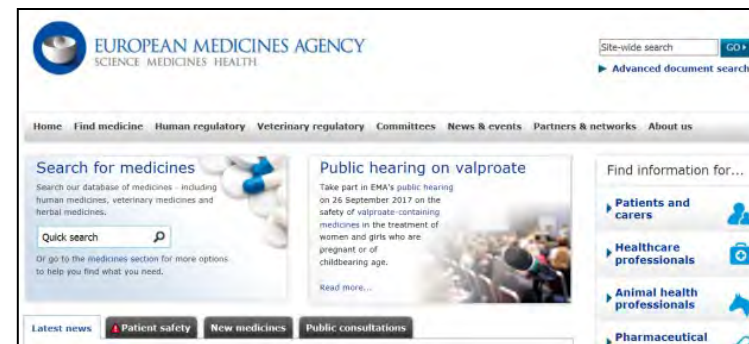 EUROPEAN MEDICINES AGENCY
SCIENCE MEDICINES HEALTH
Site-wide search
GO
Advanced document search
Home Find medicine Human regulatory Veterinary regulatory Committees News & events Partners & networks About us
Search for medicines
Search our database of medicines - including
human medicines, veterinary medicines and
herbal medicines.
Quick search
Or go to the medicines section for more options
to help you find what you need.
Public hearing on valproate
Take part in EMA's public hearing
on 26 September 2017 on the
safety of valproate-containing
medicines in the treatment of
women and girls who are
pregnant or of
childbearing age.
Read more...
Find information for...
Patients and
carers
Healthcare
professionals
Animal health
professionals
Pharmaceutical
Latest news Patient safety New medicines Public consultations